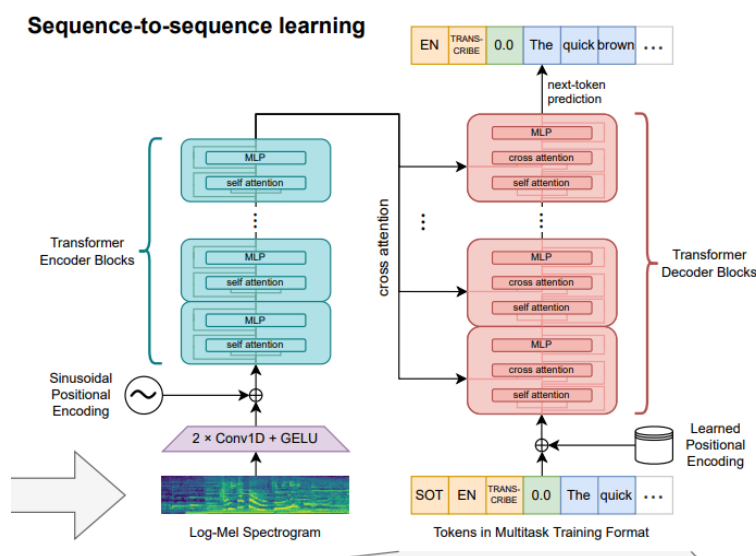 Sequence-to-sequence learning
EN TRANS-CRIBE 0.0 The quick brown ...
next-token
prediction
MLP
self attention
...
MLP
self attention
MLP
self attention
Transformer
Encoder Blocks
cross attention
...
MLP
cross attention
self attention
...
MLP
cross attention
self attention
MLP
cross attention
self attention
Transformer
Decoder Blocks
Sinusoidal
Positional
Encoding
2 × Conv1D + GELU
Learned
Positional
Encoding
SOT EN TRANS-CRIBE 0.0 The quick ...
Log-Mel Spectrogram
Tokens in Multitask Training Format